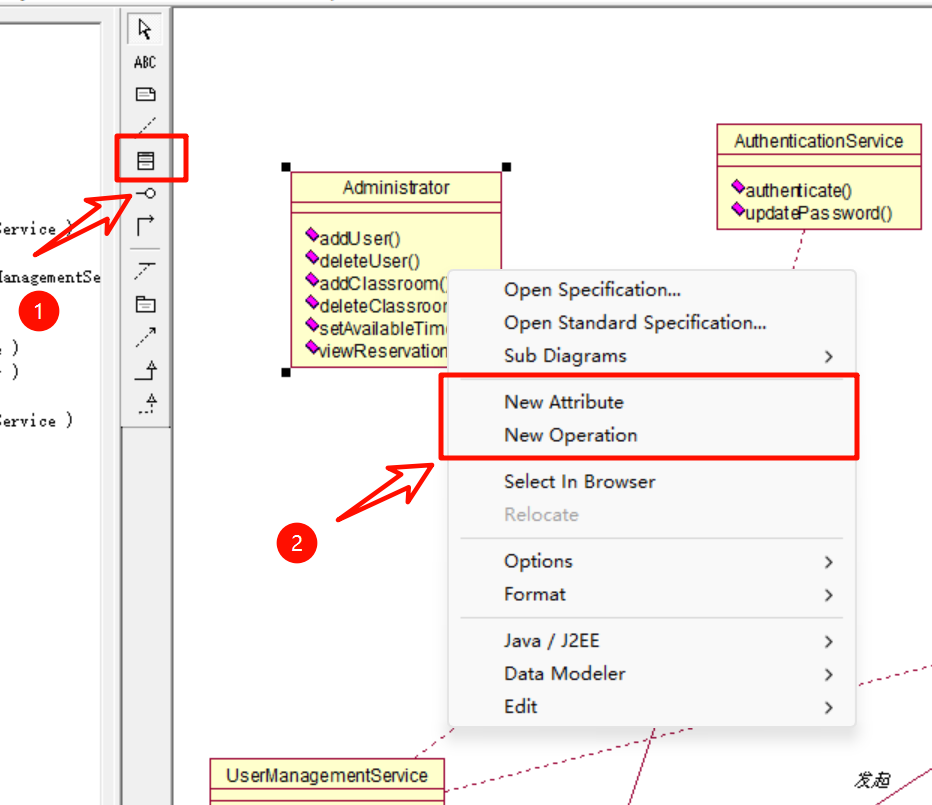 ABC
Administrator
addUser()
deleteUser()
addClassroom(
deleteClassroom
setAvailableTime
viewReservation
AuthenticationService
authenticate()
updatePassword()
ervice )
anagementSe
)
)
ervice )
1
Open Specification...
Open Standard Specification...
Sub Diagrams
New Attribute
New Operation
Select In Browser
Relocate
Options
Format
Java / J2EE
Data Modeler
Edit
2
UserManagementService
发起